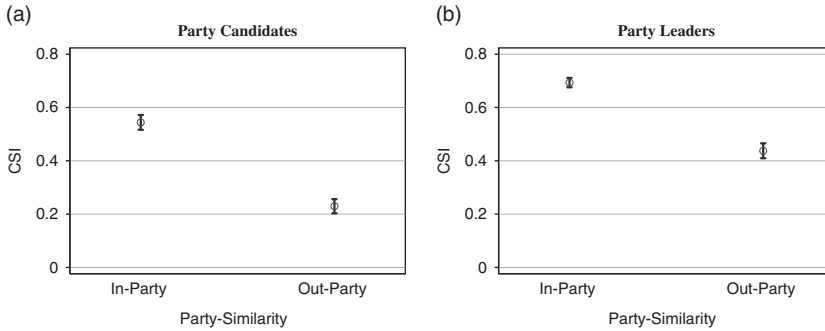 (a)
Party Candidates
0.8
0.6
0.4
0.2
0
CSI
In-Party
Out-Party
Party-Similarity
(b)
Party Leaders
0.8
0.6
0.4
0.2
0
CSI
In-Party
Out-Party
Party-Similarity